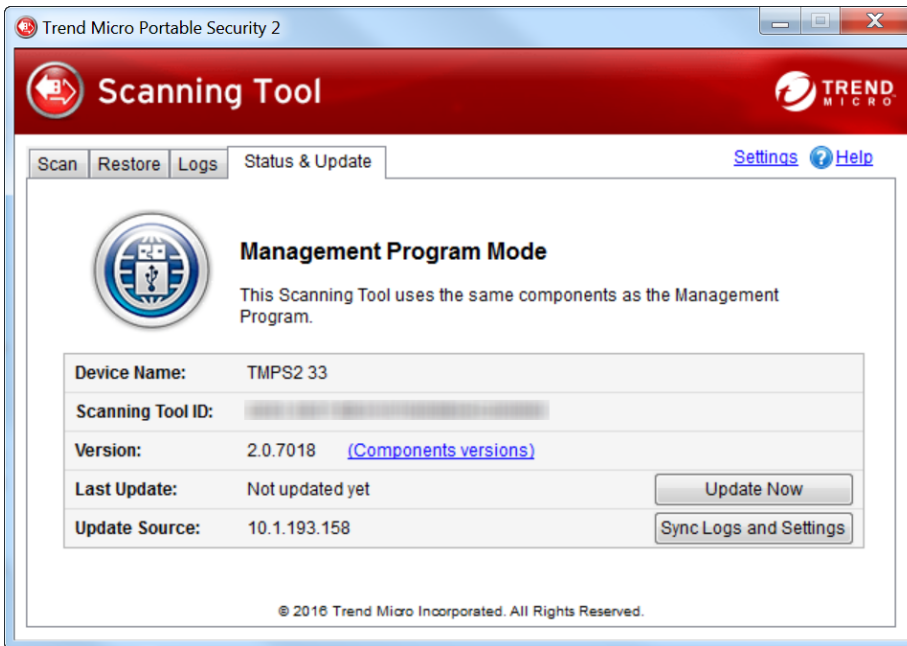 Trend Micro Portable Security 2
Scanning Tool
TREND
MICRO
Scan Restore Logs Status & Update Settings ? Help
Management Program Mode
This Scanning Tool uses the same components as the Management
Program.
Device Name: TMPS2 33
Scanning Tool ID:
Version: 2.0.7018 (Components versions)
Last Update: Not updated yet Update Now
Update Source: 10.1.193.158 Sync Logs and Settings
© 2016 Trend Micro Incorporated. All Rights Reserved.